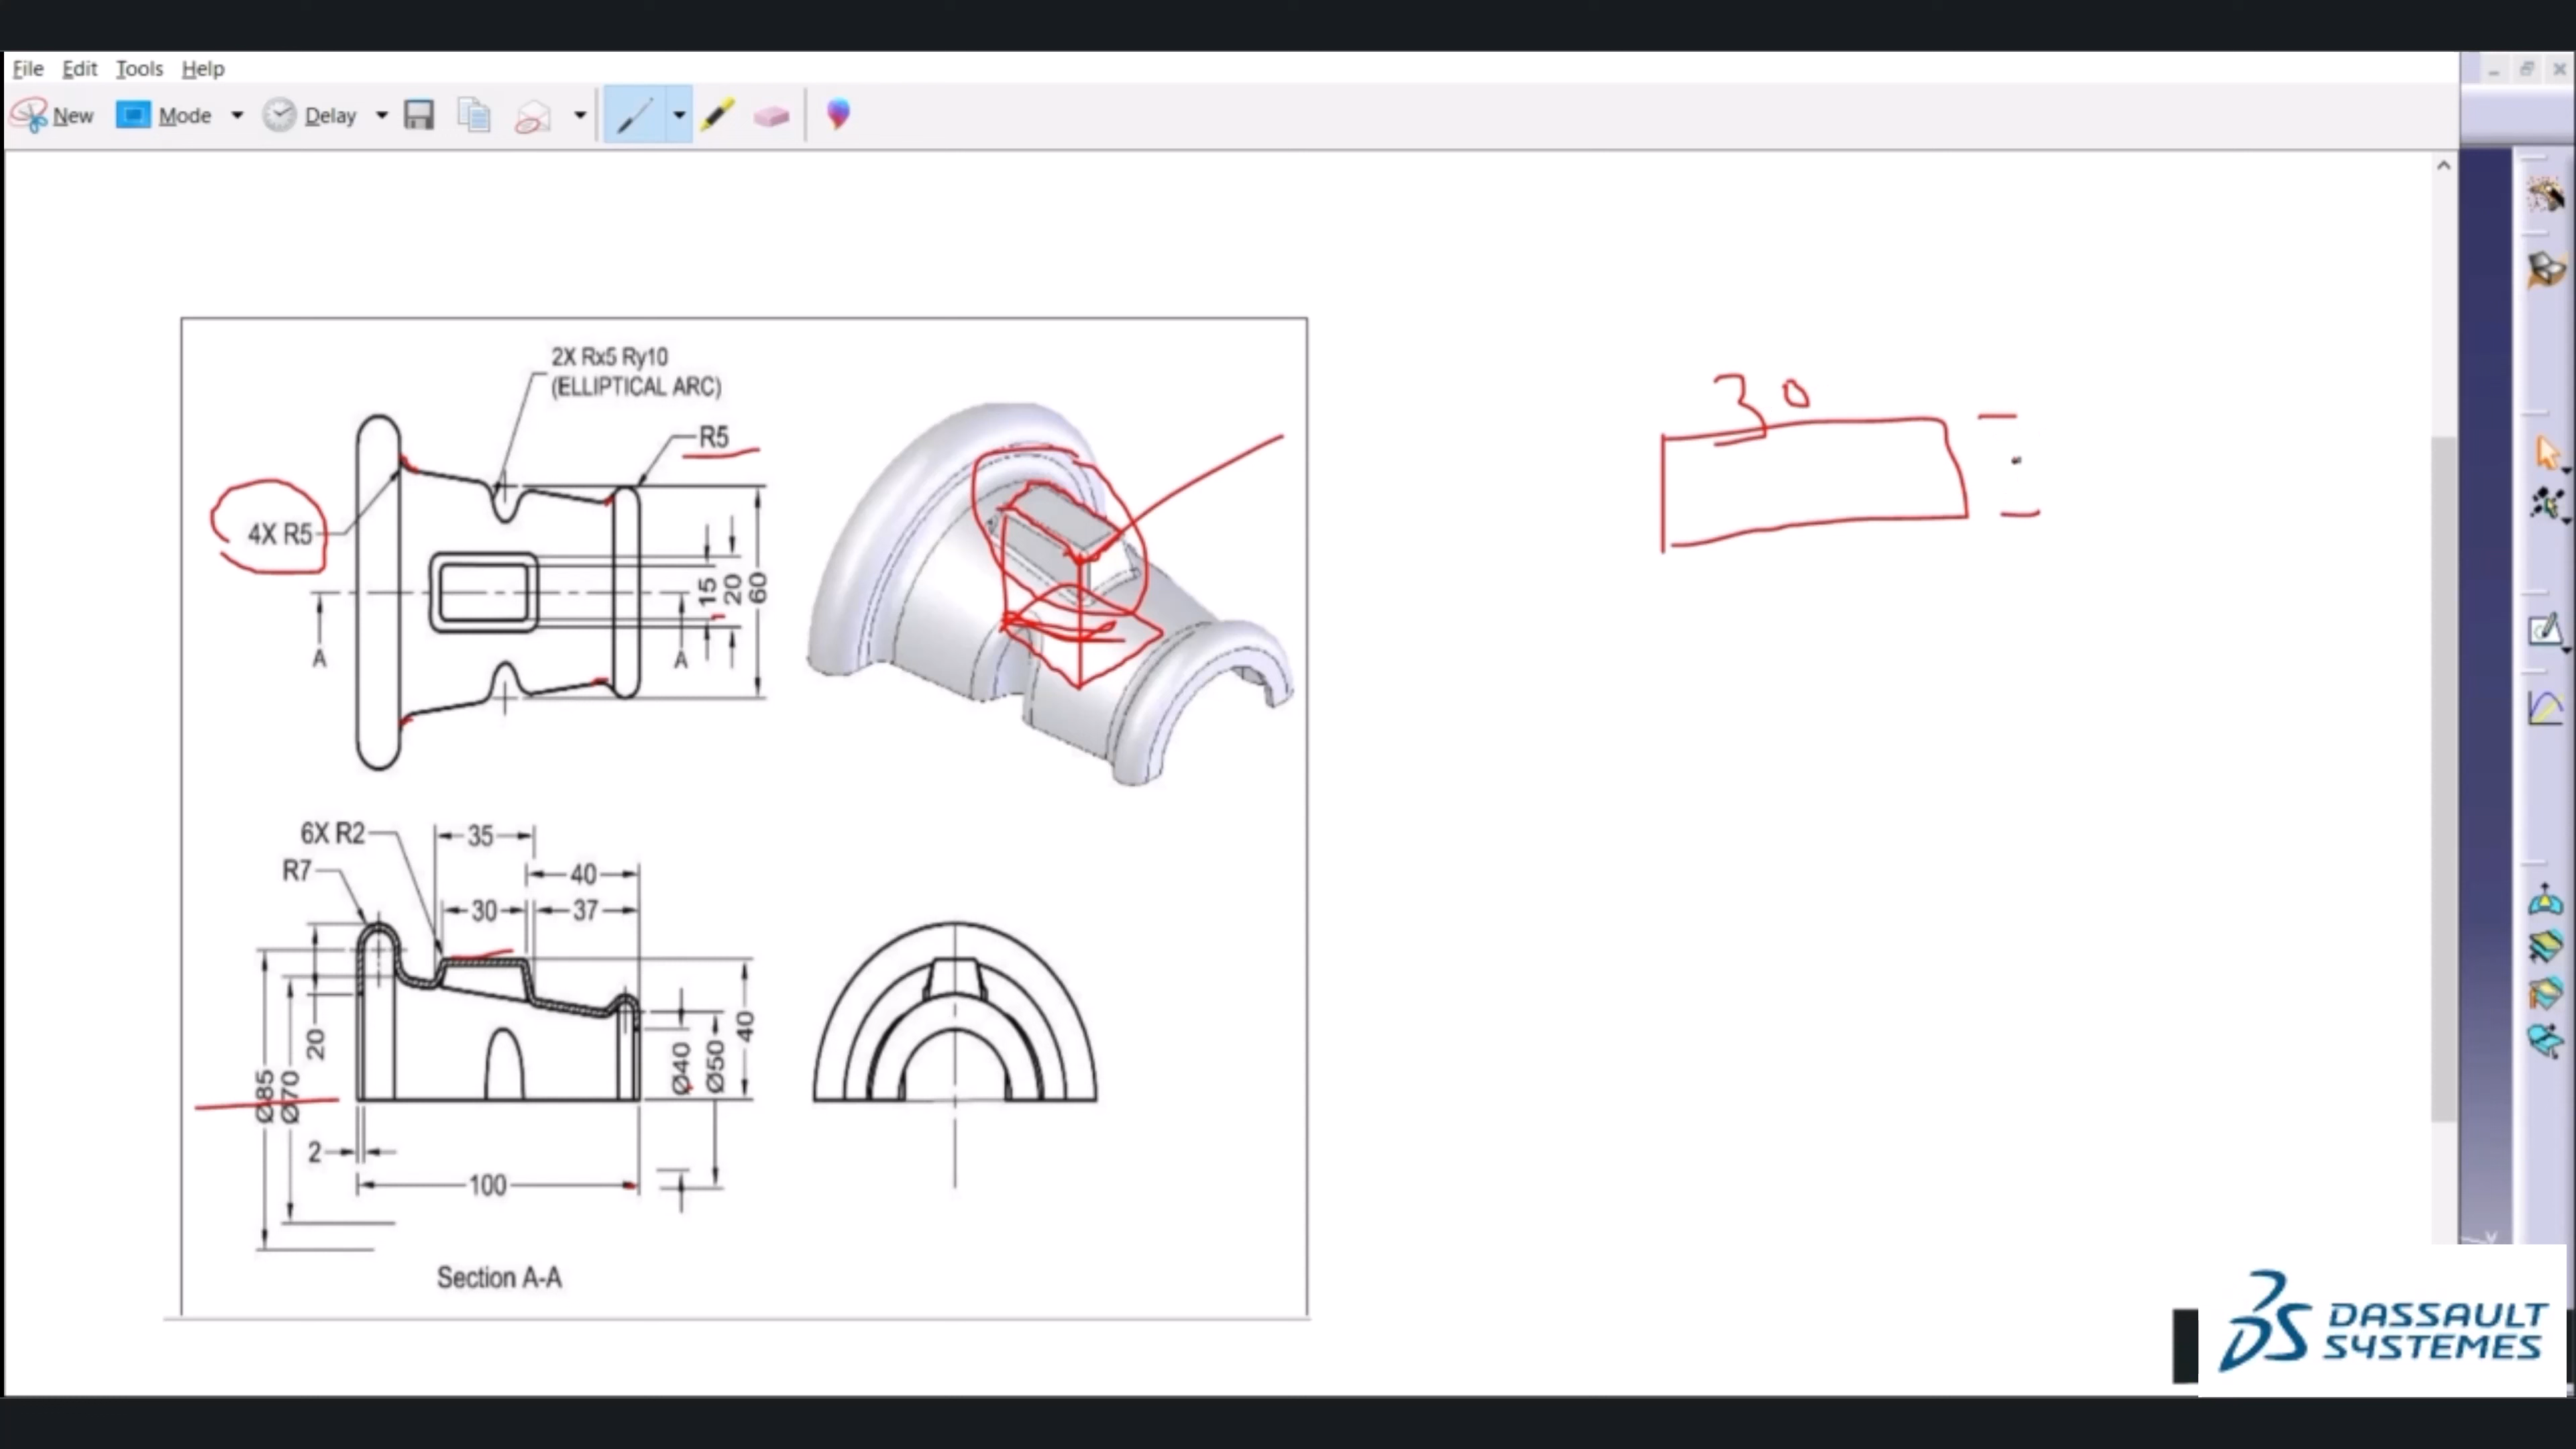 File Edit Tools Help
New Mode Delay
2X Rx5 Ry10
(ELLIPTICAL ARC)
R5
4X R5
15
20
60
A
A
30
6X R2
35
R7
40
30
37
20
Ø85
Ø70
Ø40
Ø50
40
2
100
Section A-A
DASSAULT
SYSTEMES